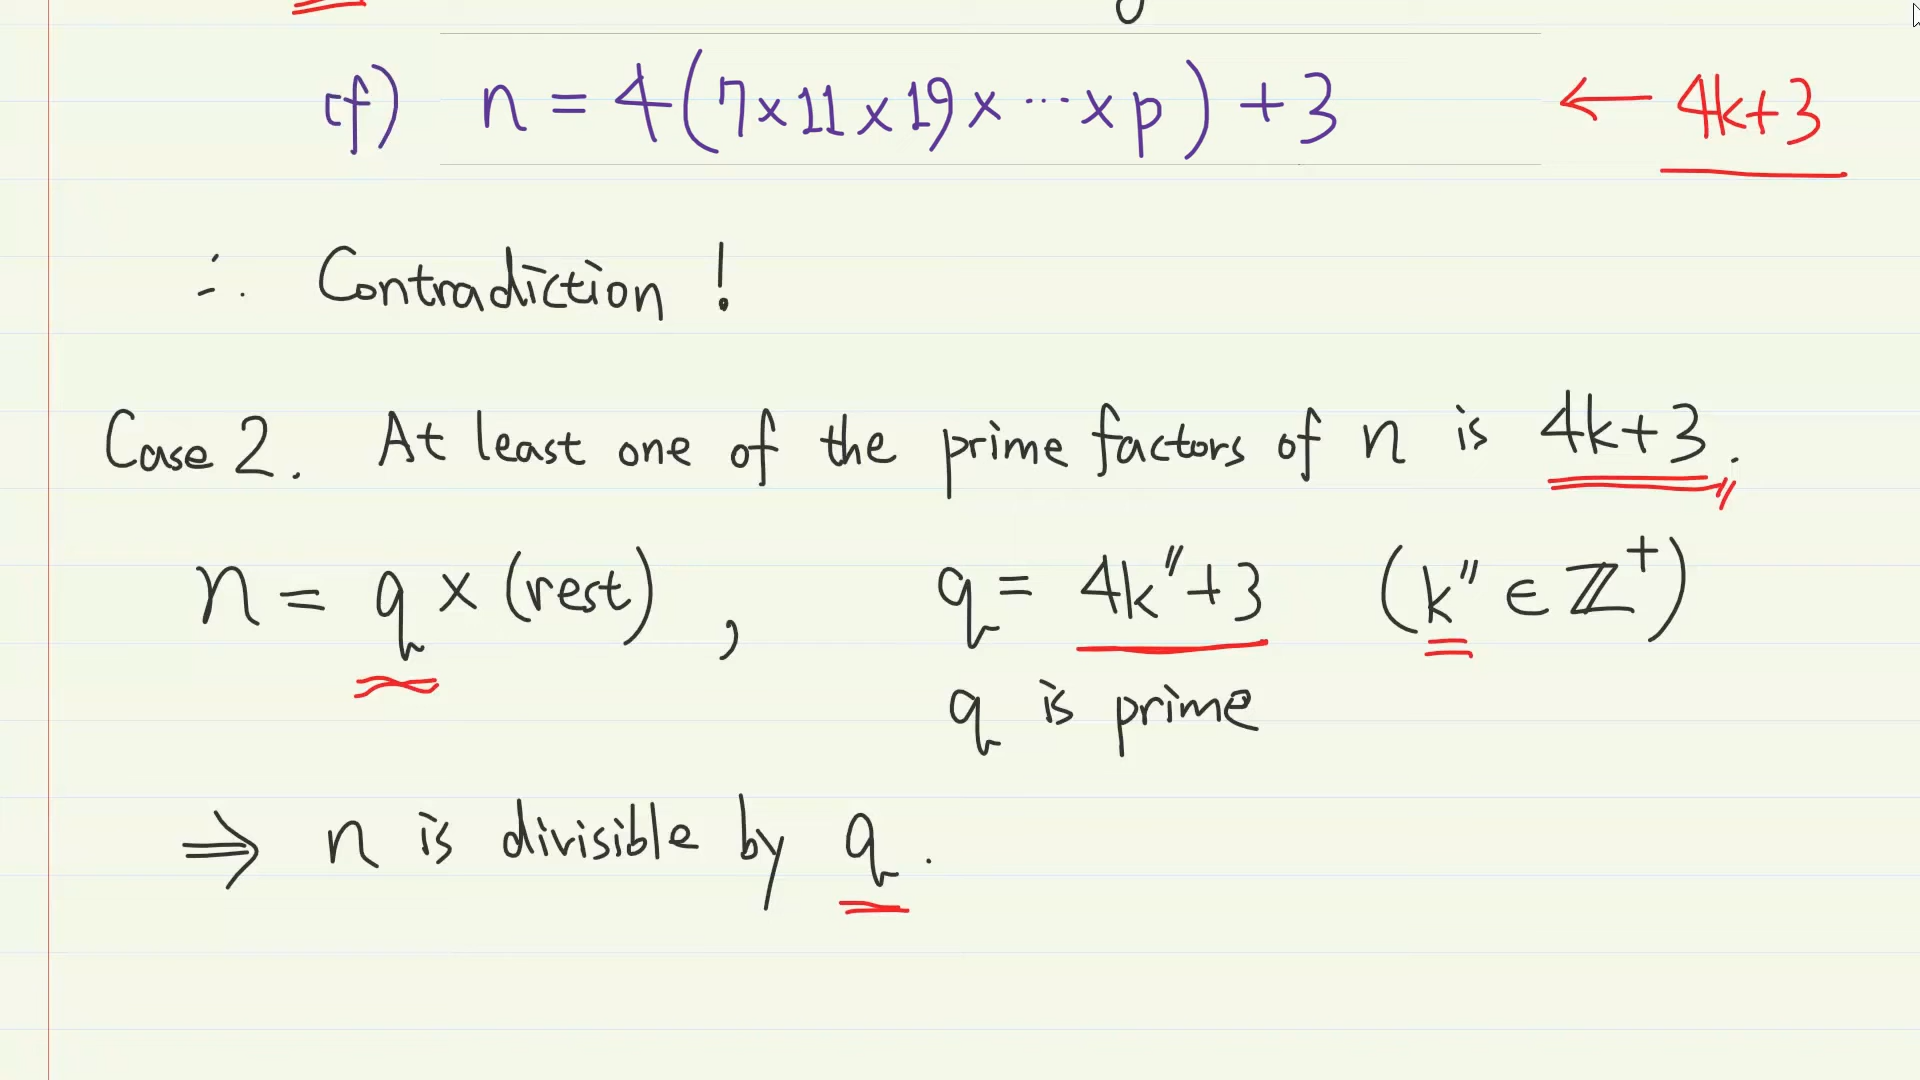 cf) n = 4(7×11×19×⋯×p)+3 ← 4k+3
∴ Contradiction!
Case 2. At least one of the prime factors of n is 4k+3.
n = q × (rest), q = 4k″+3 (k″ ∈ ℤ⁺)
q is prime
⇒ n is divisible by q.